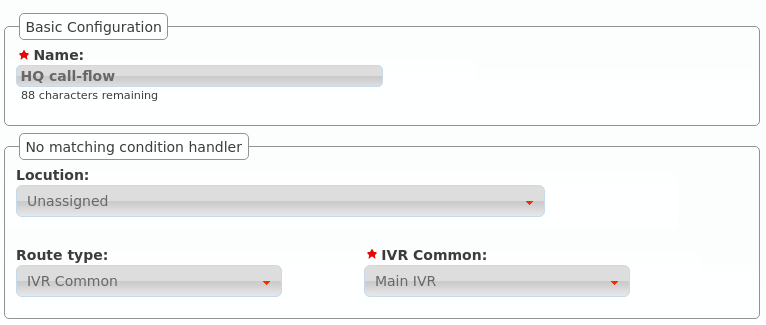 Basic Configuration
Name:
HQ call-flow
88 characters remaining
No matching condition handler
Locution:
Unassigned
Route type:
IVR Common:
IVR Common
Main IVR